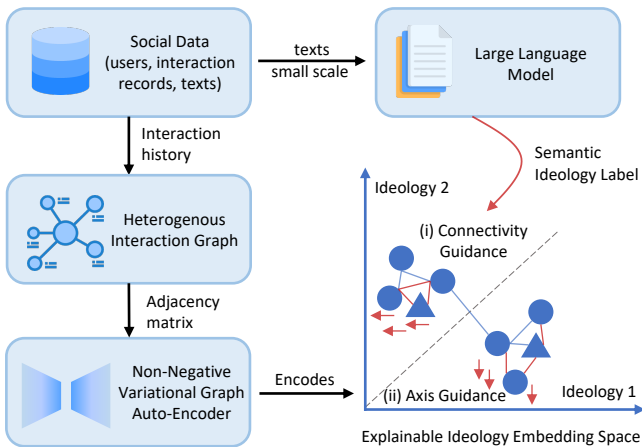 Social Data
(users, interaction
records, texts)
texts
small scale
Large Language
Model
Interaction
history
Semantic
Ideology Label
Heterogenous
Interaction Graph
Ideology 2
(i) Connectivity
Guidance
Adjacency
matrix
Non-Negative
Variational Graph
Auto-Encoder
Encodes
(ii) Axis Guidance
Ideology 1
Explainable Ideology Embedding Space